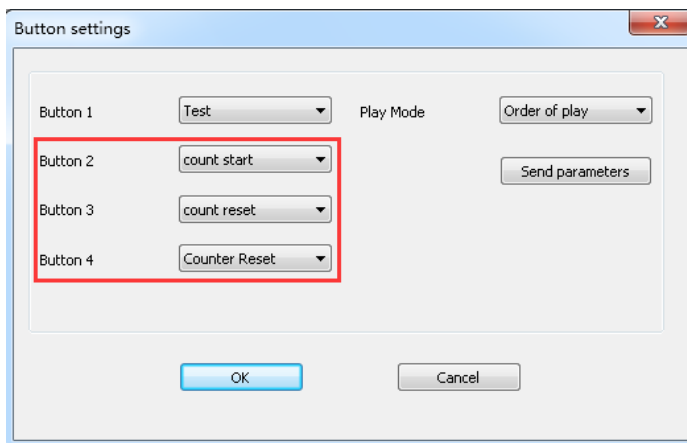 Button settings
Button 1 Test Play Mode Order of play
Button 2 count start Send parameters
Button 3 count reset
Button 4 Counter Reset
OK Cancel